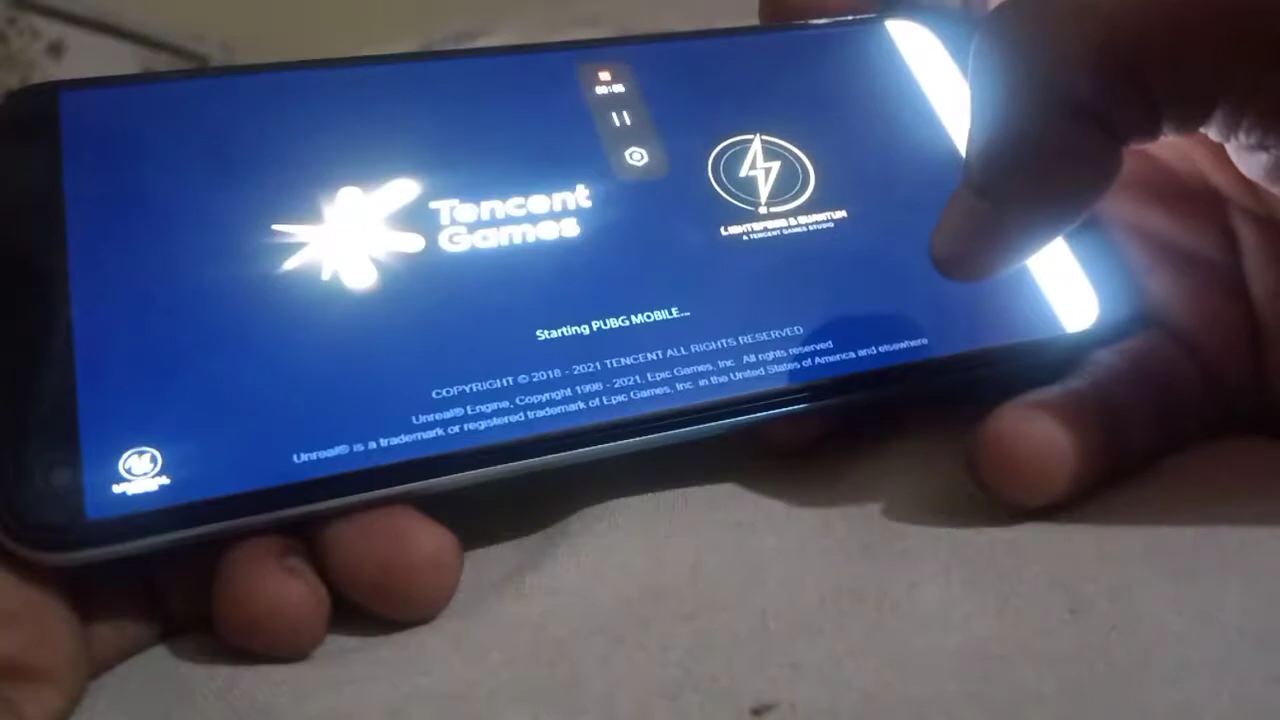 Tencent
Games
LIGHTSPEED & QUANTUM
A TENCENT GAMES STUDIO
Starting PUBG MOBILE...
COPYRIGHT © 2018 - 2021 TENCENT ALL RIGHTS RESERVED
Unreal® Engine, Copyright 1998 - 2021, Epic Games, Inc. All rights reserved
Unreal® is a trademark or registered trademark of Epic Games, Inc. in the United States of America and elsewhere
UNREAL